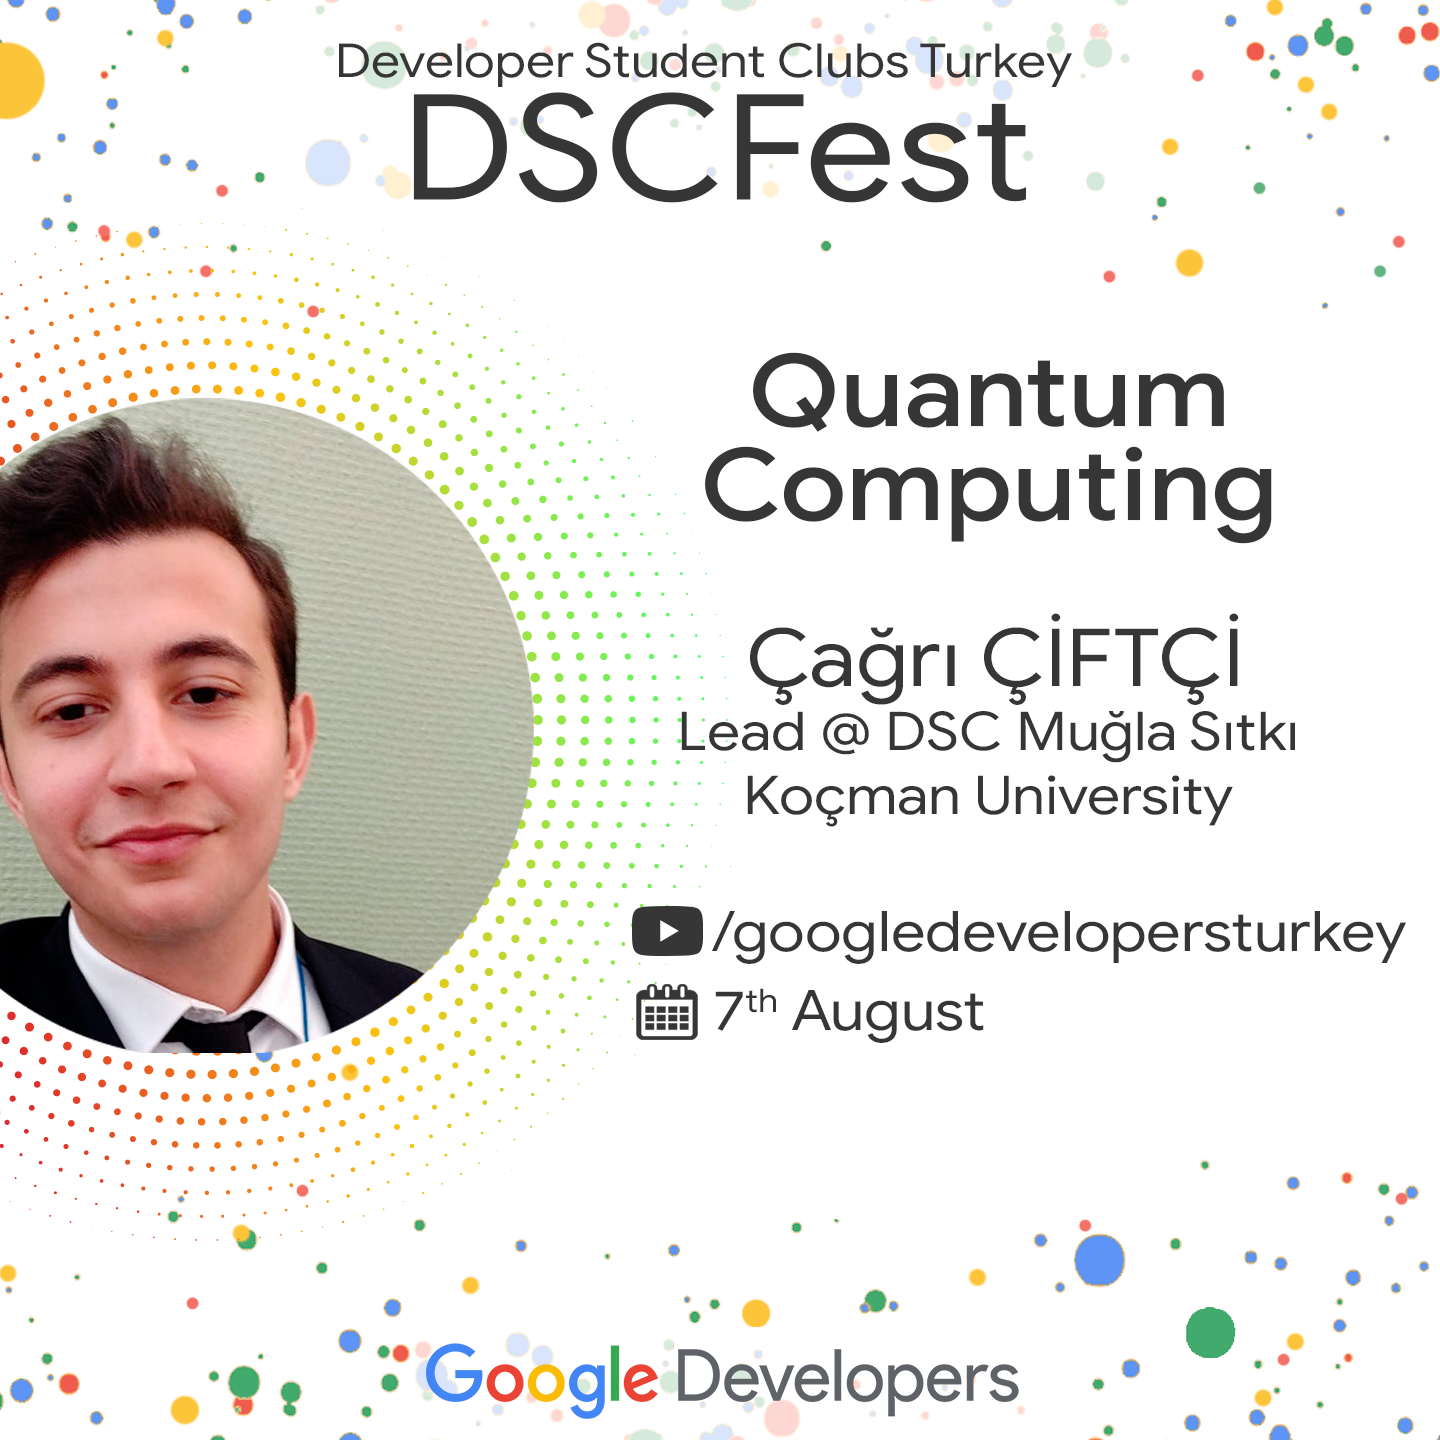 Developer Student Clubs Turkey
DSCFest
Quantum
Computing
Çağrı ÇİFTÇİ
Lead @ DSC Muğla Sıtkı
Koçman University
/googledevelopersturkey
7th August
Google Developers